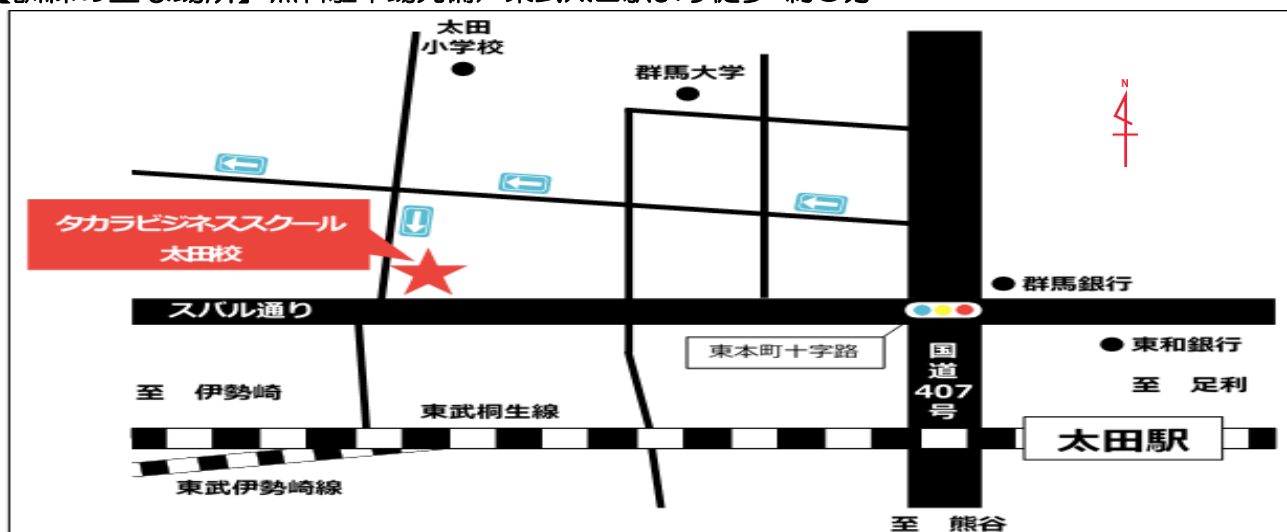 太田
小学校
群馬大学
N
タカラビジネススクール
太田校
群馬銀行
スバル通り
東本町十字路
国道407号
東和銀行
至 伊勢崎
至 足利
東武桐生線
太田駅
東武伊勢崎線
至 熊谷